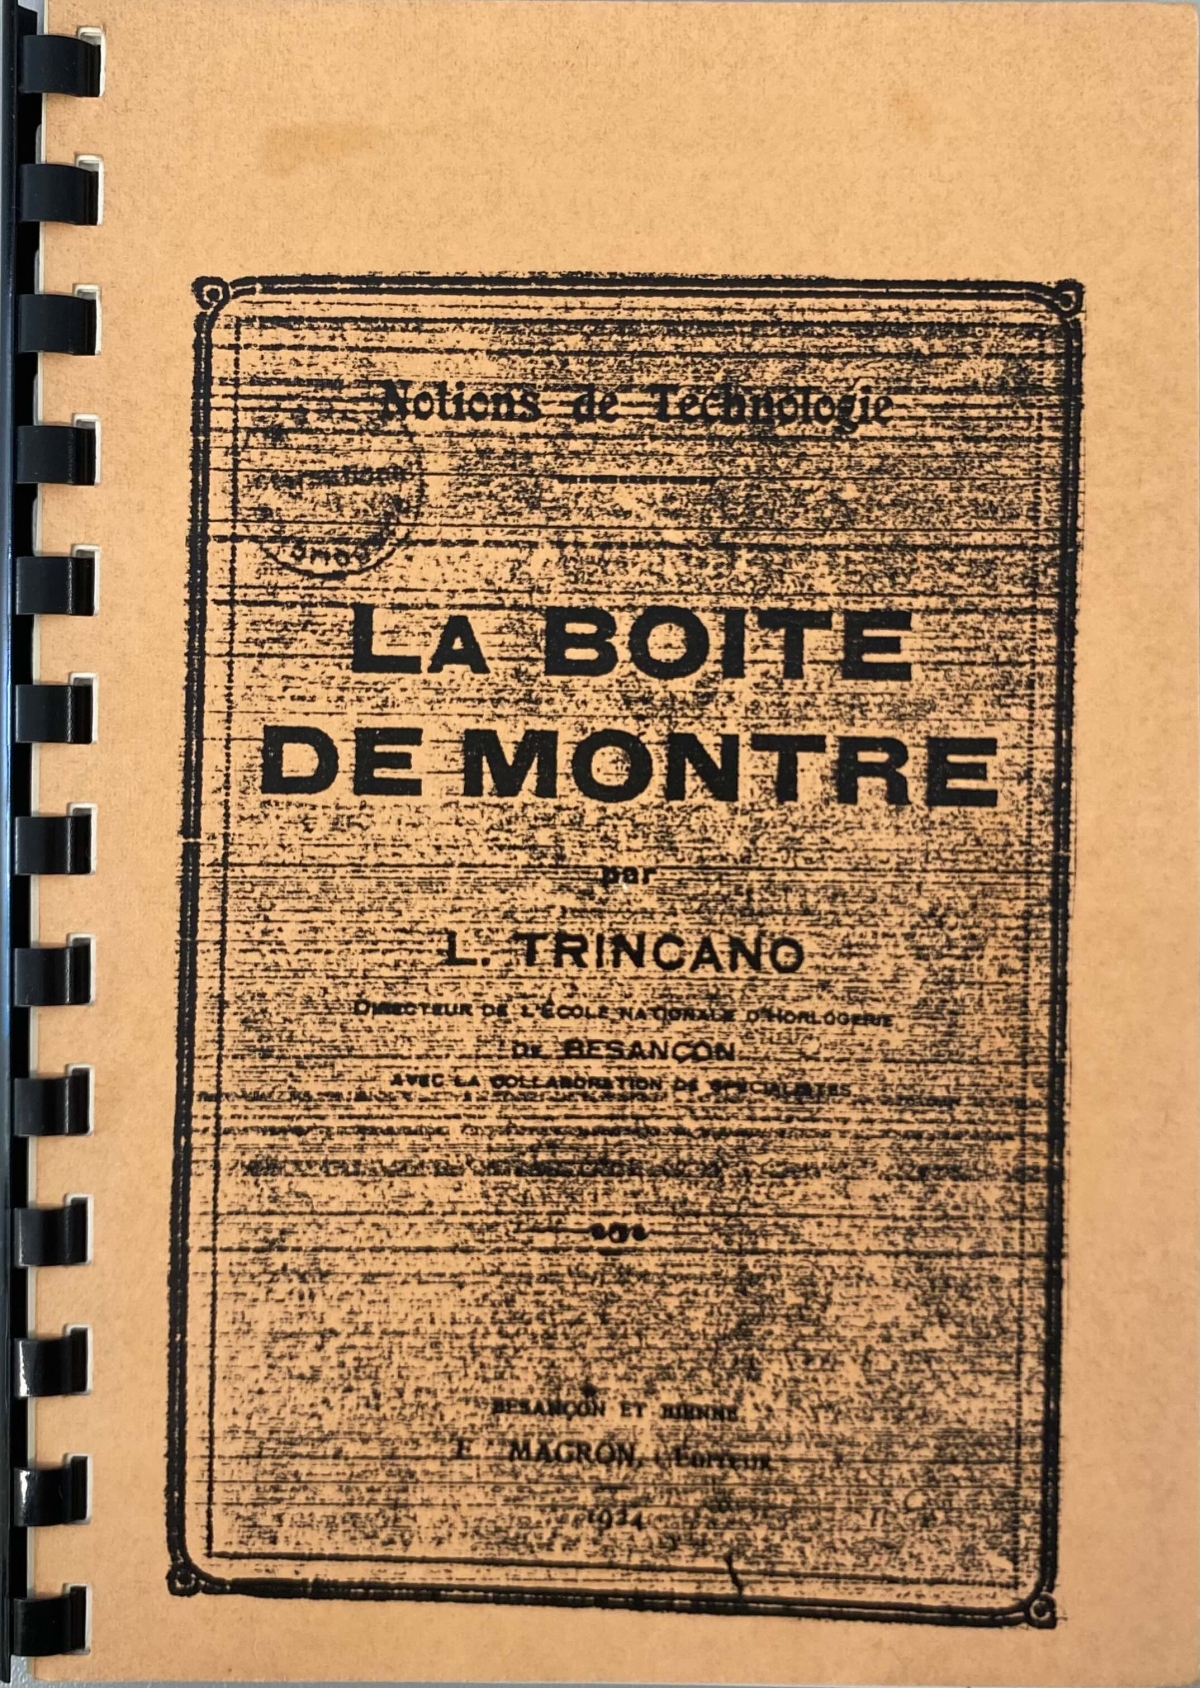 Notions de Technologie
LA BOITE
DE MONTRE
par
L. TRINCANO
DIRECTEUR DE L'ÉCOLE NATIONALE D'HORLOGERIE
DE BESANÇON
AVEC LA COLLABORATION DE SPÉCIALISTES
BESANÇON ET BIENNE
E. MAGRON, ÉDITEUR